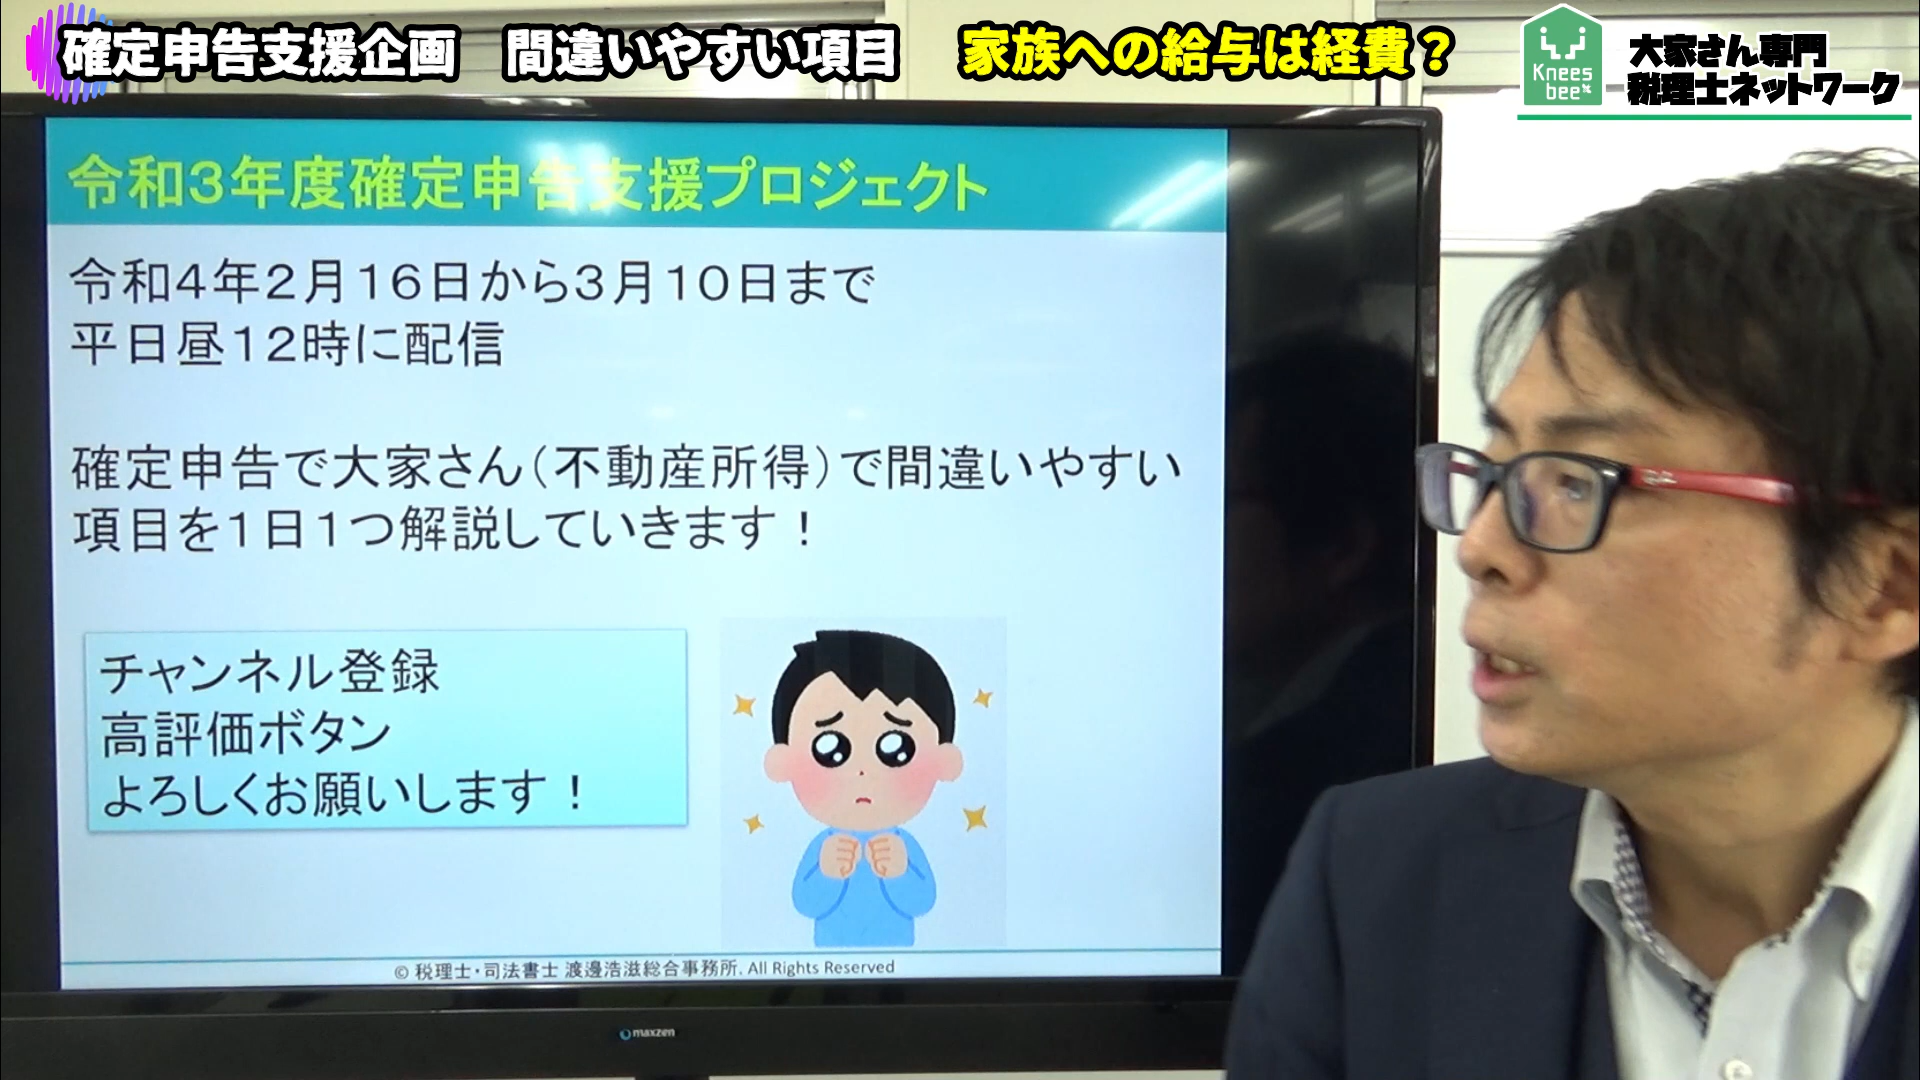 確定申告支援企画　間違いやすい項目　家族への給与は経費？
Knees
bee
大家さん専門
税理士ネットワーク
令和３年度確定申告支援プロジェクト
令和４年２月１６日から３月１０日まで
平日昼１２時に配信
確定申告で大家さん（不動産所得）で間違いやすい
項目を１日１つ解説していきます！
チャンネル登録
高評価ボタン
よろしくお願いします！
© 税理士・司法書士 渡邊浩滋総合事務所. All Rights Reserved
maxzen